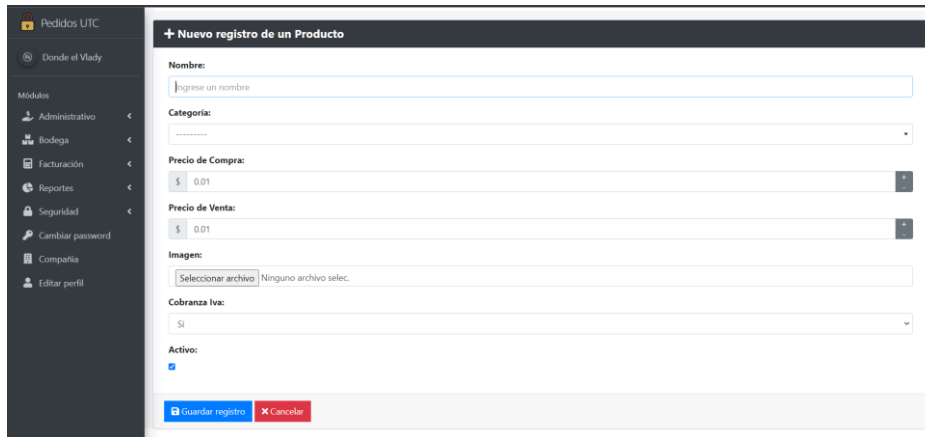 Pedidos UTC
Donde el Vlady
Módulos
Administrativo
Bodega
Facturación
Reportes
Seguridad
Cambiar password
Compañia
Editar perfil
Nuevo registro de un Producto
Nombre:
Ingrese un nombre
Categoría:
---------
Precio de Compra:
$ 0.01
+
-
Precio de Venta:
$ 0.01
+
-
Imagen:
Seleccionar archivo Ninguno archivo selec.
Cobranza Iva:
Si
Activo:
Guardar registro Cancelar